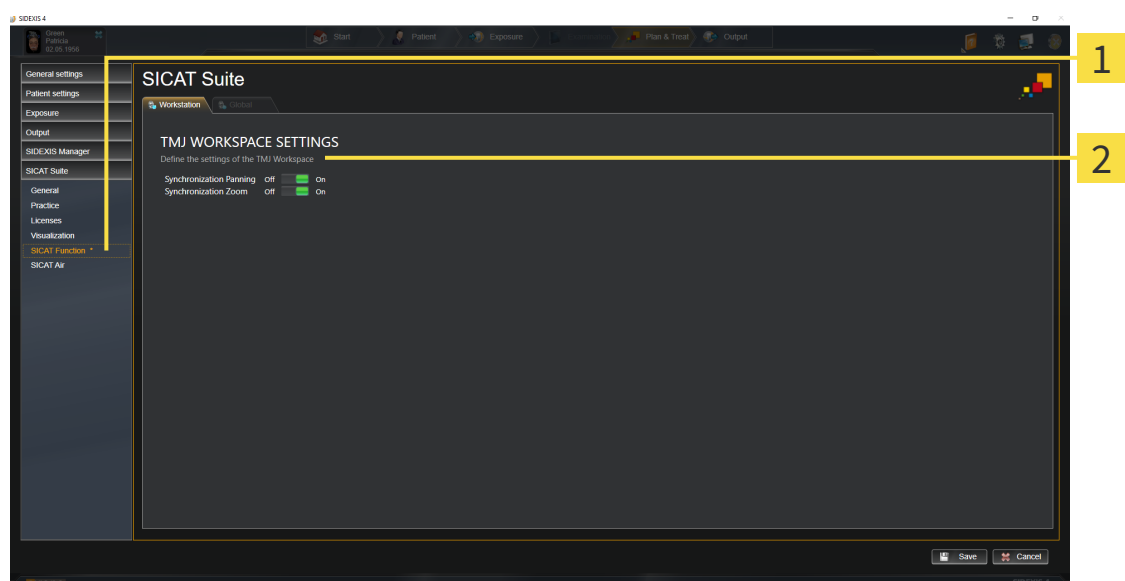 SIDEXIS 4
Green
Patricia
02.05.1956
Start
Patient
Exposure
Plan & Treat
Output
1
General settings
Patient settings
Exposure
Output
SIDEXIS Manager
SICAT Suite
General
Practice
Licenses
Visualization
SICAT Function *
SICAT Air
SICAT Suite
Workstation
Global
TMJ WORKSPACE SETTINGS
Define the settings of the TMJ Workspace
2
Synchronization Panning Off On
Synchronization Zoom Off On
Save
Cancel